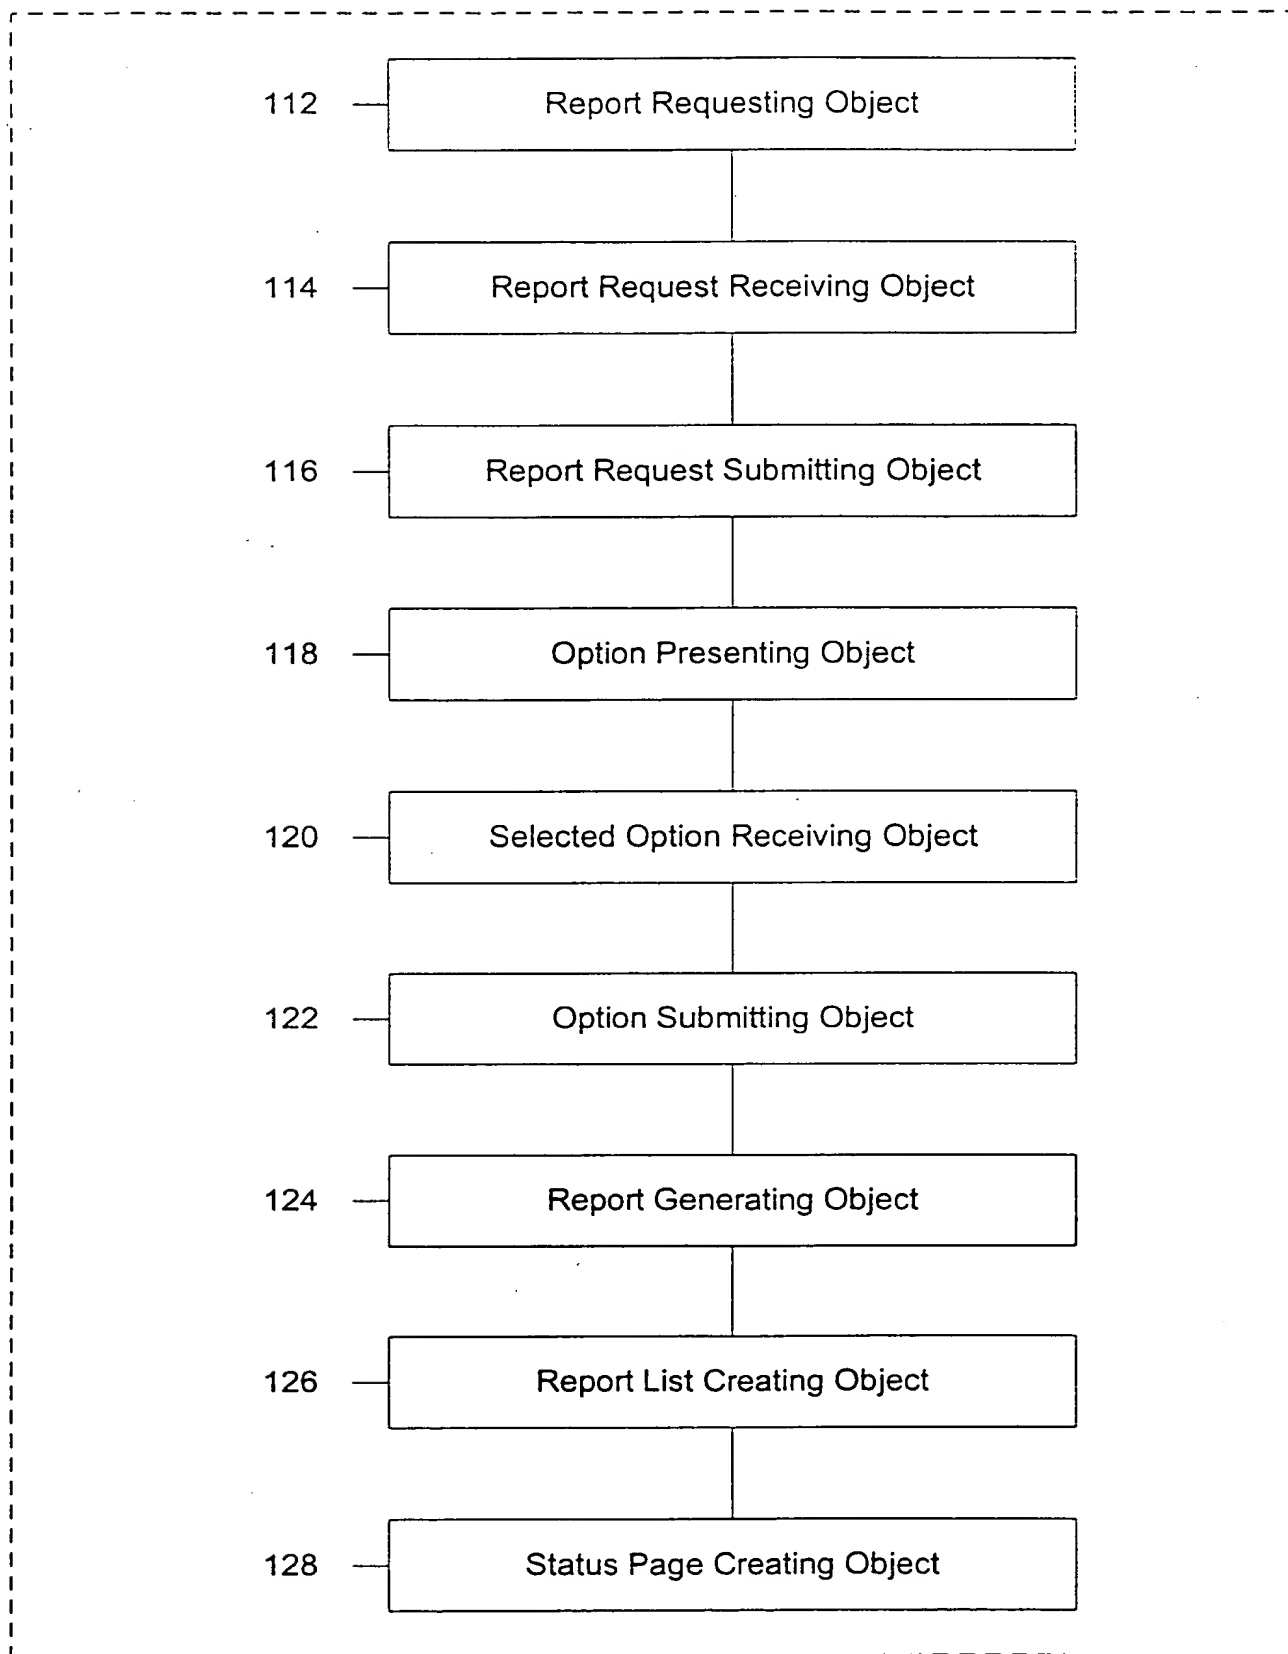 112 Report Requesting Object
114 Report Request Receiving Object
116 Report Request Submitting Object
118 Option Presenting Object
120 Selected Option Receiving Object
122 Option Submitting Object
124 Report Generating Object
126 Report List Creating Object
128 Status Page Creating Object